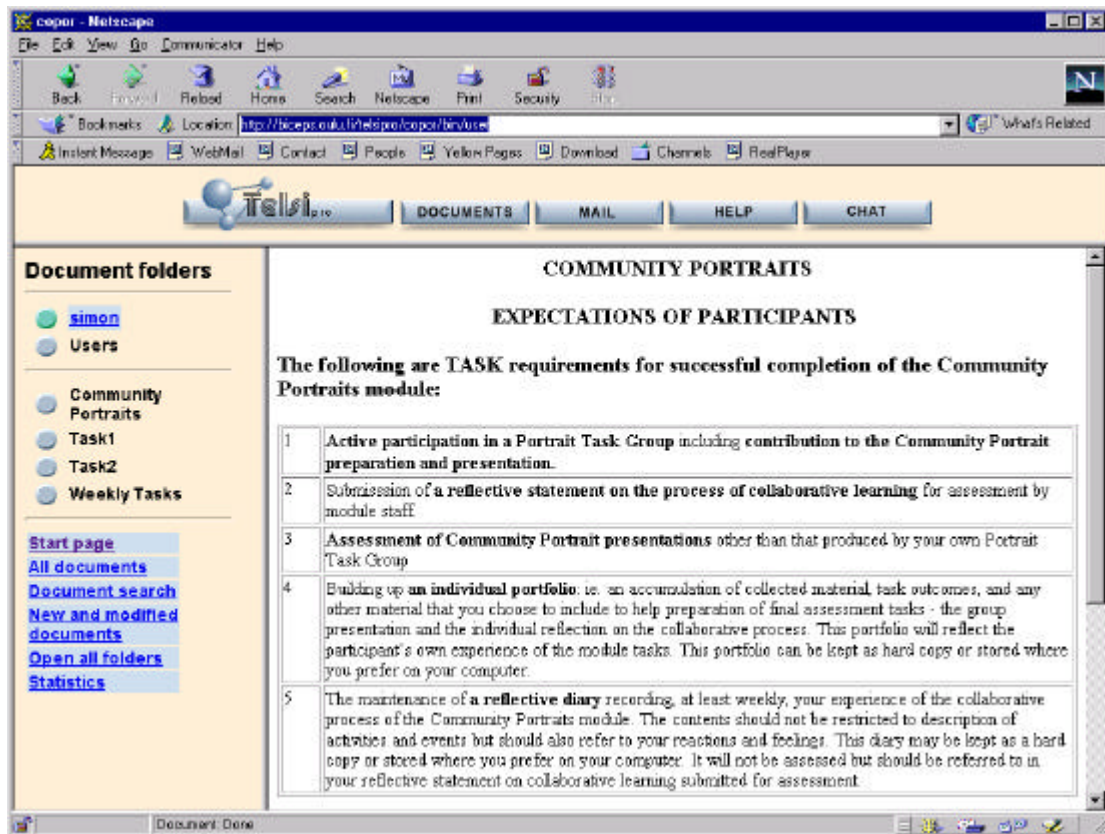 copor - Netscape
File Edit View Go Communicator Help
Back Forward Reload Home Search Netscape Print Security Stop
Bookmarks Location: http://biceps.oulu.fi/telsipro/copor/bin/user What's Related
Instant Message WebMail Contact People Yellow Pages Download Channels RealPlayer
Telsi pro DOCUMENTS MAIL HELP CHAT
Document folders
simon
Users
Community
Portraits
Task1
Task2
Weekly Tasks
Start page
All documents
Document search
New and modified
documents
Open all folders
Statistics
COMMUNITY PORTRAITS
EXPECTATIONS OF PARTICIPANTS
The following are TASK requirements for successful completion of the Community
Portraits module:
1 Active participation in a Portrait Task Group including contribution to the Community Portrait
preparation and presentation.
2 Submisssion of a reflective statement on the process of collaborative learning for assessment by
module staff
3 Assessment of Community Portrait presentations other than that produced by your own Portrait
Task Group
4 Building up an individual portfolio: ie. an accumulation of collected material, task outcomes, and any
other material that you choose to include to help preparation of final assessment tasks - the group
presentation and the individual reflection on the collaborative process. This portfolio will reflect the
participant's own experience of the module tasks. This portfolio can be kept as hard copy or stored where
you prefer on your computer.
5 The maintenance of a reflective diary recording, at least weekly, your experience of the collaborative
process of the Community Portraits module. The contents should not be restricted to description of
activities and events but should also refer to your reactions and feelings. This diary may be kept as a hard
copy or stored where you prefer on your computer. It will not be assessed but should be referred to in
your reflective statement on collaborative learning submitted for assessment
Document: Done